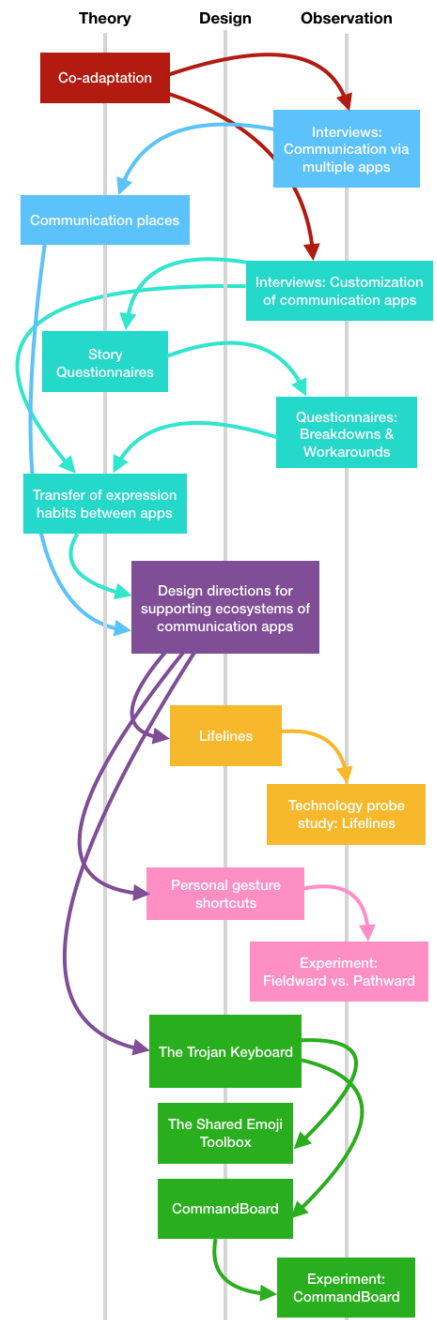 Theory Design Observation
Co-adaptation
Interviews:
Communication via
multiple apps
Communication places
Interviews: Customization
of communication apps
Story
Questionnaires
Questionnaires:
Breakdowns &
Workarounds
Transfer of expression
habits between apps
Design directions for
supporting ecosystems of
communication apps
Lifelines
Technology probe
study: Lifelines
Personal gesture
shortcuts
Experiment:
Fieldward vs. Pathward
The Trojan Keyboard
The Shared Emoji
Toolbox
CommandBoard
Experiment:
CommandBoard